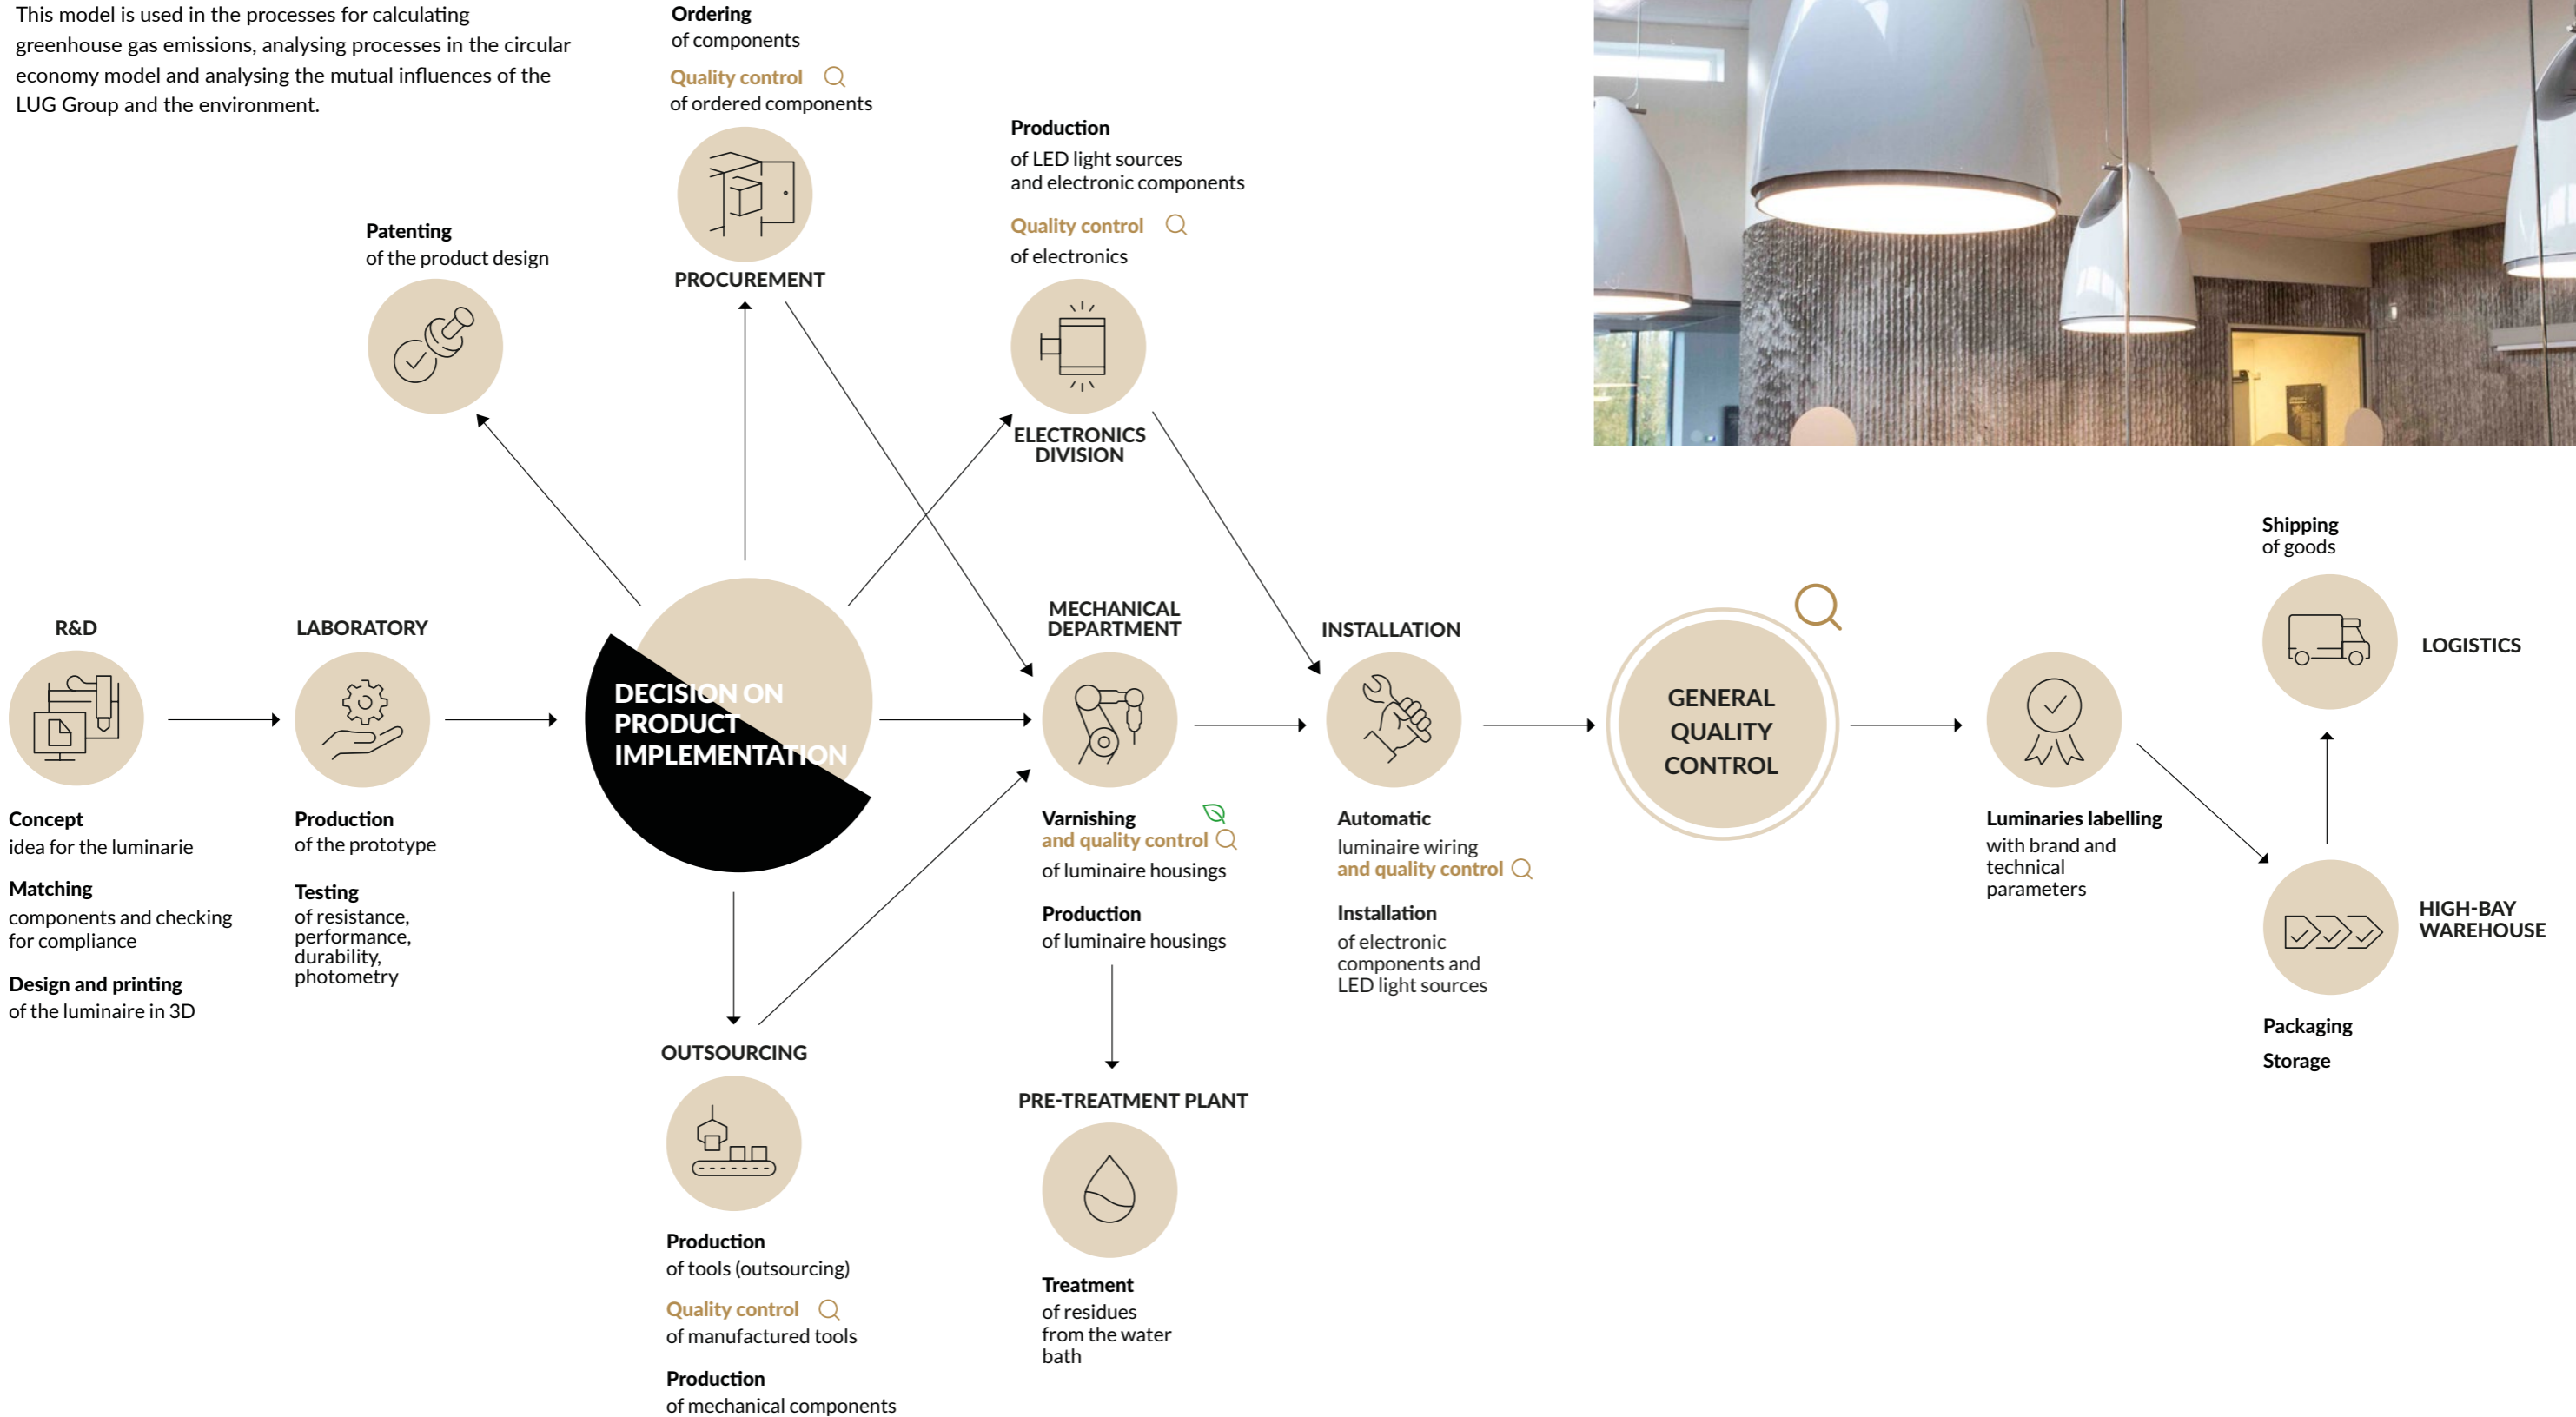 This model is used in the processes for calculating
greenhouse gas emissions, analysing processes in the circular
economy model and analysing the mutual influences of the
LUG Group and the environment.
Ordering
of components
Quality control
of ordered components
PROCUREMENT
Production
of LED light sources
and electronic components
Quality control
of electronics
ELECTRONICS
DIVISION
Patenting
of the product design
R&D
Concept
idea for the luminarie
Matching
components and checking
for compliance
Design and printing
of the luminaire in 3D
LABORATORY
Production
of the prototype
Testing
of resistance,
performance,
durability,
photometry
DECISION ON
PRODUCT
IMPLEMENTATION
MECHANICAL
DEPARTMENT
Varnishing
and quality control
of luminaire housings
Production
of luminaire housings
INSTALLATION
Automatic
luminaire wiring
and quality control
Installation
of electronic
components and
LED light sources
GENERAL
QUALITY
CONTROL
Luminaries labelling
with brand and
technical
parameters
Shipping
of goods
LOGISTICS
HIGH-BAY
WAREHOUSE
Packaging
Storage
OUTSOURCING
Production
of tools (outsourcing)
Quality control
of manufactured tools
Production
of mechanical components
PRE-TREATMENT PLANT
Treatment
of residues
from the water
bath